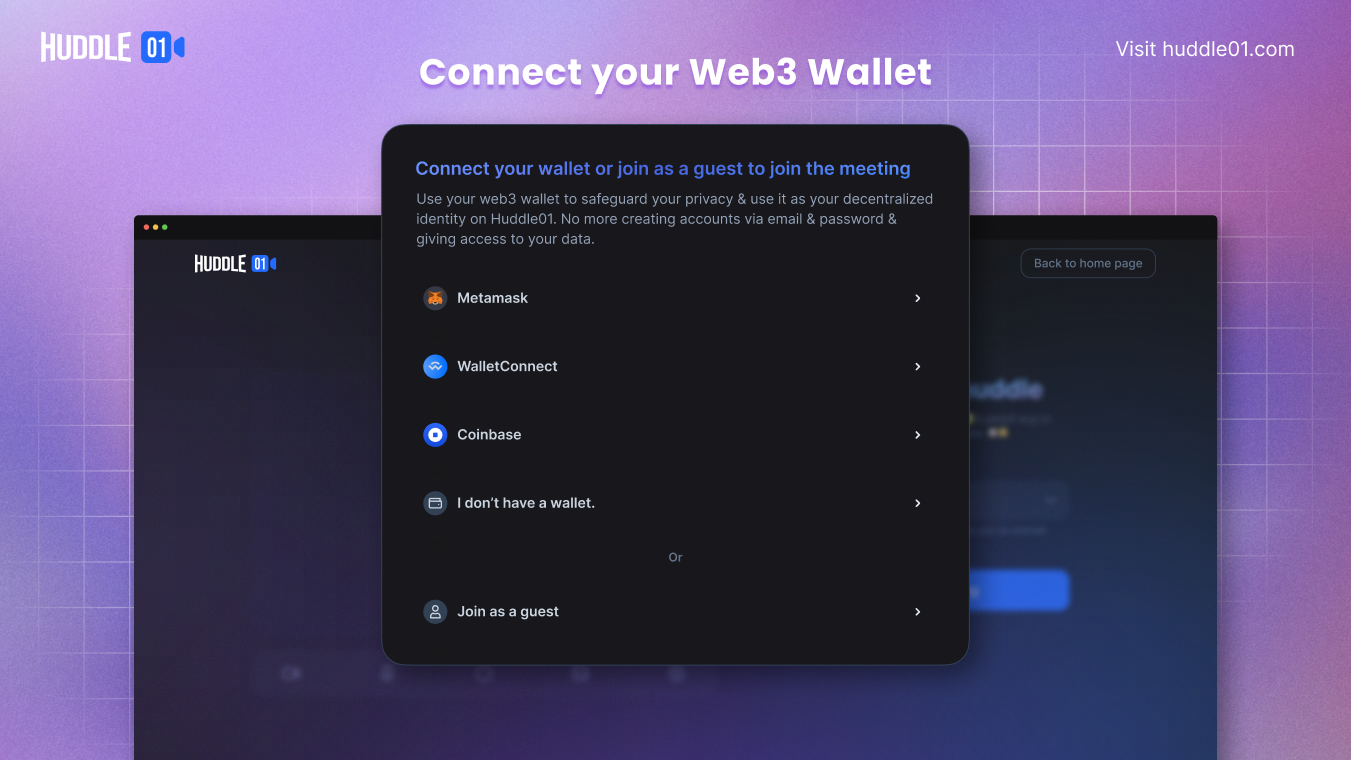 HUDDLE 01
Visit huddle01.com
Connect your Web3 Wallet
Connect your wallet or join as a guest to join the meeting
Use your web3 wallet to safeguard your privacy & use it as your decentralized
identity on Huddle01. No more creating accounts via email & password &
giving access to your data.
HUDDLE 01
Back to home page
Metamask
WalletConnect
Coinbase
I don't have a wallet.
Or
Join as a guest